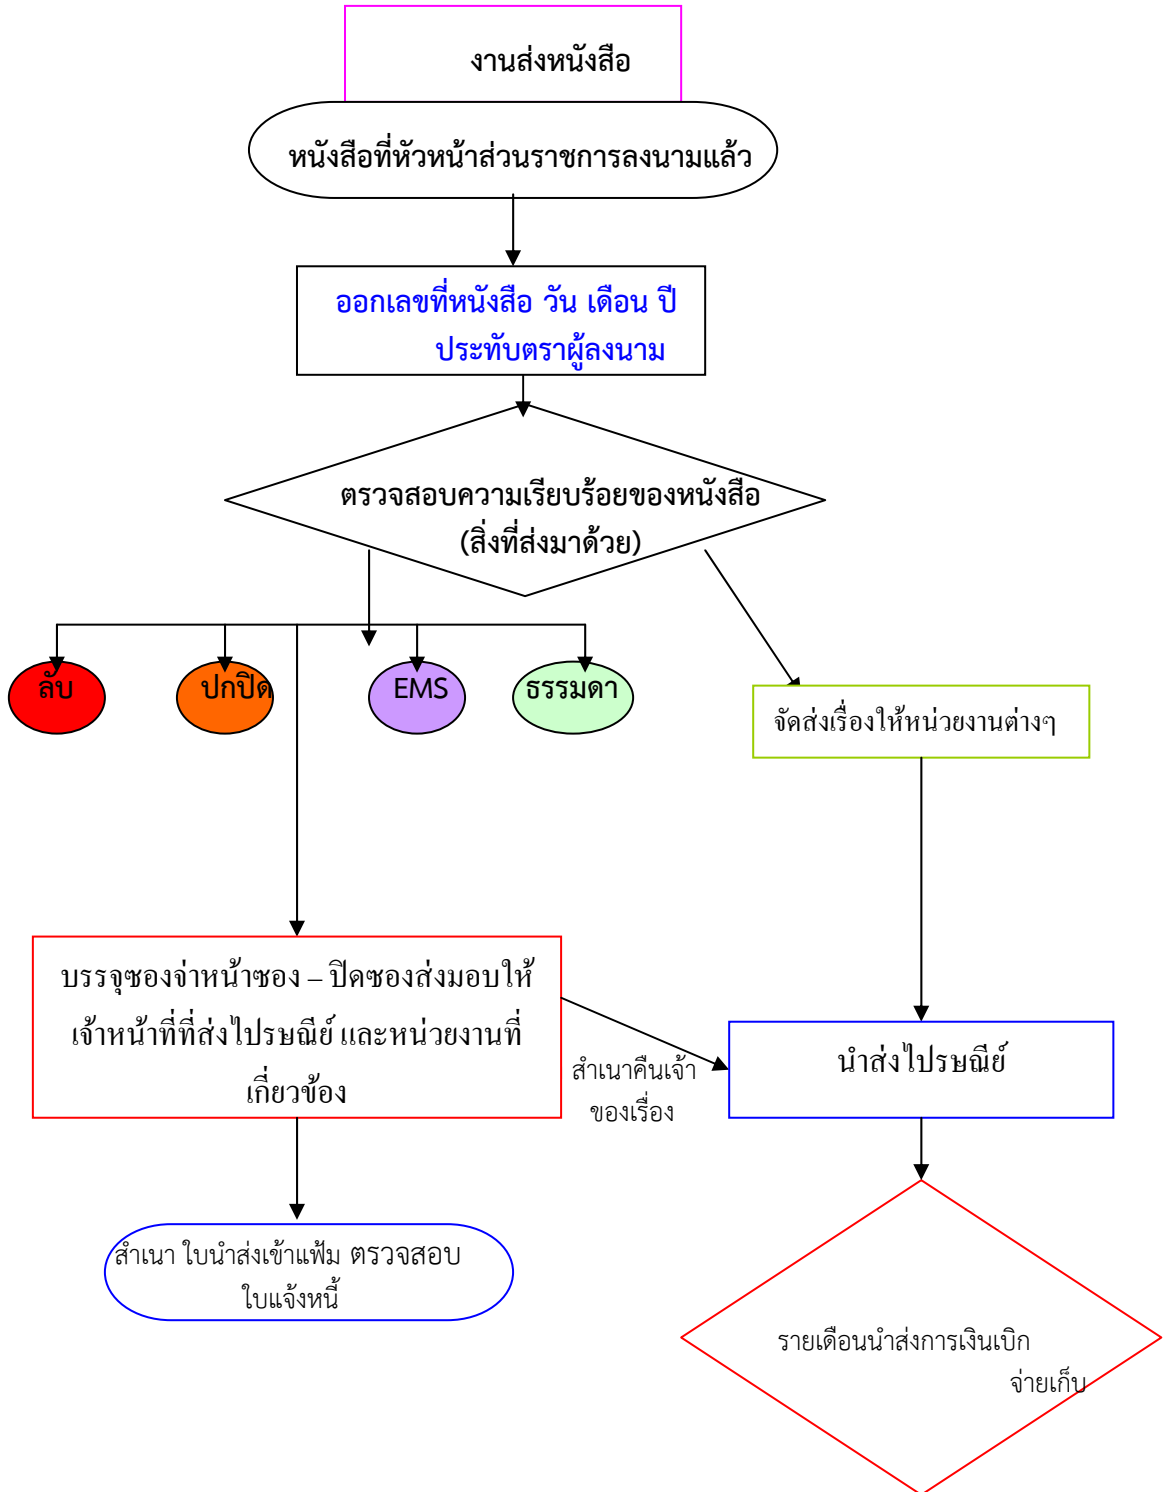 งานส่งหนังสือ
หนังสือที่หัวหน้าส่วนราชการลงนามแล้ว
ออกเลขที่หนังสือ วัน เดือน ปี
ประทับตราผู้ลงนาม
ตรวจสอบความเรียบร้อยของหนังสือ
(สิ่งที่ส่งมาด้วย)
ลับ
ปกปิด
EMS
ธรรมดา
จัดส่งเรื่องให้หน่วยงานต่างๆ
บรรจุซองจ่าหน้าซอง – ปิดซองส่งมอบให้
เจ้าหน้าที่ที่ส่งไปรษณีย์ และหน่วยงานที่
เกี่ยวข้อง
สำเนาคืนเจ้า
ของเรื่อง
นำส่งไปรษณีย์
สำเนา ใบนำส่งเข้าแฟ้ม ตรวจสอบ
ใบแจ้งหนี้
รายเดือนนำส่งการเงินเบิก
จ่ายเก็บ